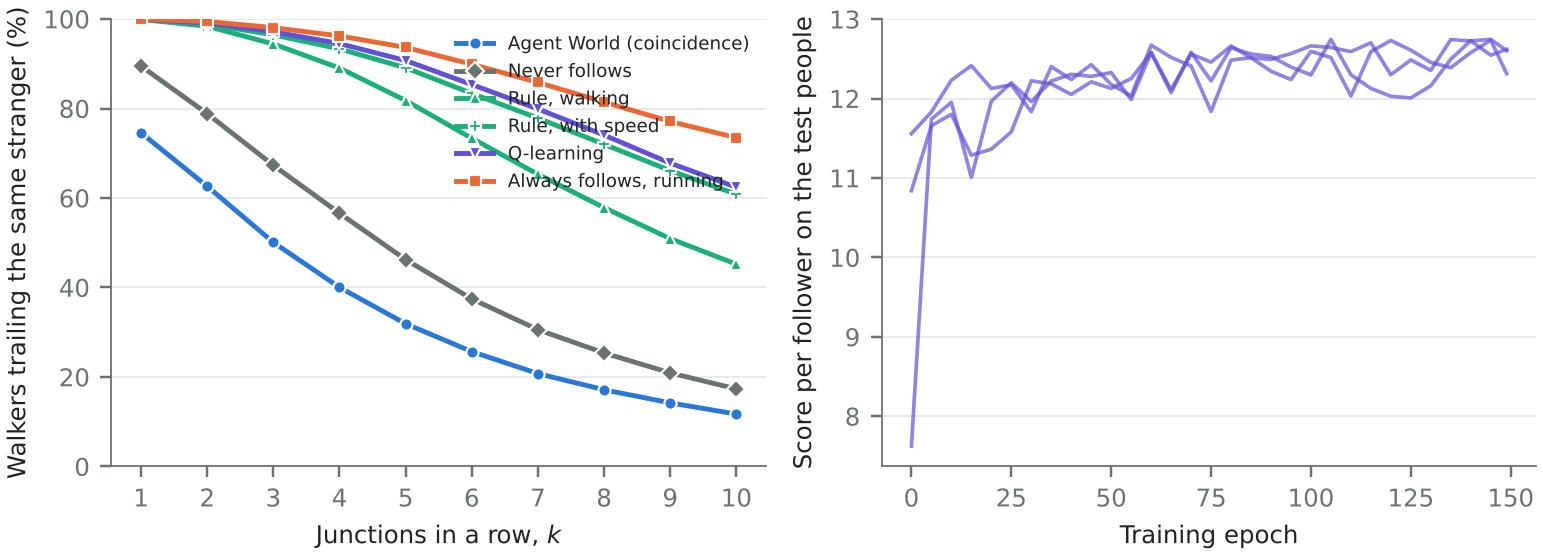 Walkers trailing the same stranger (%)
100
80
60
40
20
0
1 2 3 4 5 6 7 8 9 10
Junctions in a row, k
Agent World (coincidence)
Never follows
Rule, walking
Rule, with speed
Q-learning
Always follows, running
Score per follower on the test people
13
12
11
10
9
8
0 25 50 75 100 125 150
Training epoch